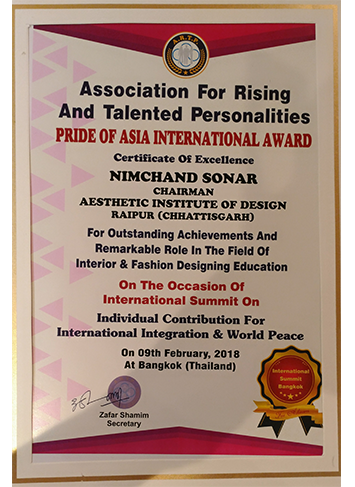 A.R.T.P.
Association For Rising
And Talented Personalities
PRIDE OF ASIA INTERNATIONAL AWARD
Certificate Of Excellence
NIMCHAND SONAR
CHAIRMAN
AESTHETIC INSTITUTE OF DESIGN
RAIPUR (CHHATTISGARH)
For Outstanding Achievements And
Remarkable Role In The Field Of
Interior & Fashion Designing Education
On The Occasion Of
International Summit On
Individual Contribution For
International Integration & World Peace
On 09th February, 2018
At Bangkok (Thailand)
Zafar Shamim
Secretary
International
Summit
Bangkok